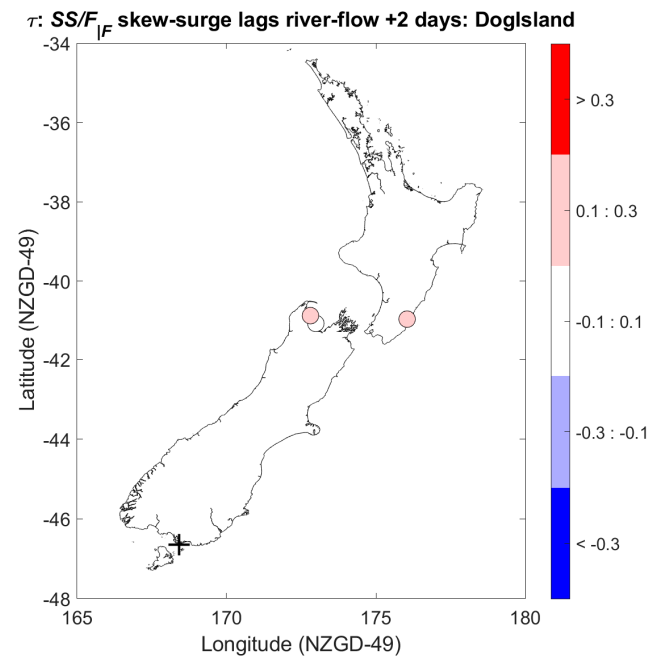 τ: SS/F|F skew-surge lags river-flow +2 days: DogIsland
-34
-36
-38
-40
-42
-44
-46
-48
165
170
175
180
Latitude (NZGD-49)
Longitude (NZGD-49)
> 0.3
0.1 : 0.3
-0.1 : 0.1
-0.3 : -0.1
< -0.3